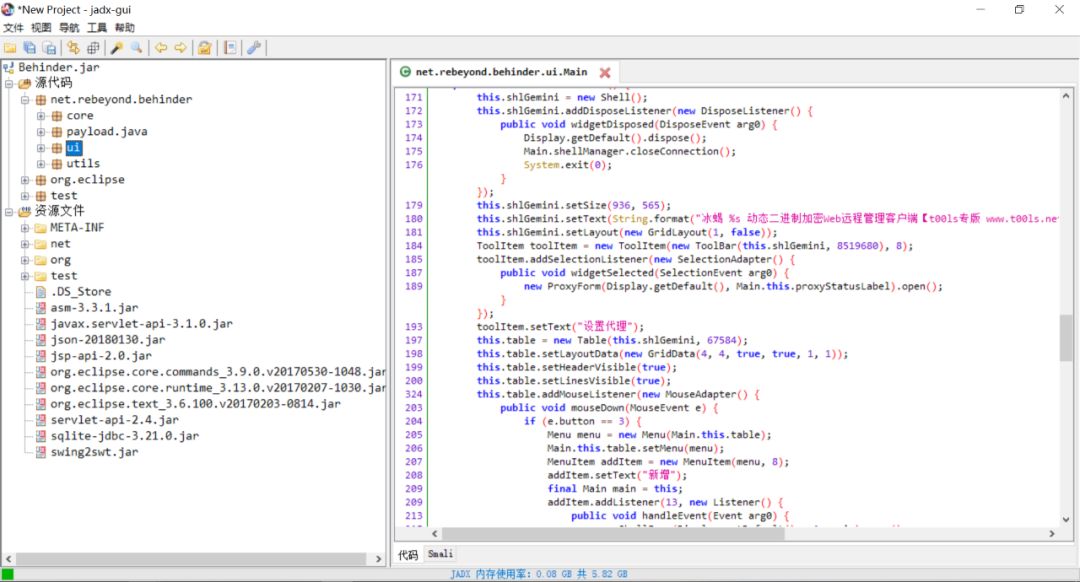 *New Project - jadx-gui
文件 视图 导航 工具 帮助
Behinder.jar
源代码
net.rebeyond.behinder
core
payload.java
ui
utils
org.eclipse
test
资源文件
META-INF
net
org
test
.DS_Store
asm-3.3.1.jar
javax.servlet-api-3.1.0.jar
json-20180130.jar
jsp-api-2.0.jar
org.eclipse.core.commands_3.9.0.v20170530-1048.jar
org.eclipse.core.runtime_3.13.0.v20170207-1030.jar
org.eclipse.text_3.6.100.v20170203-0814.jar
servlet-api-2.4.jar
sqlite-jdbc-3.21.0.jar
swing2swt.jar
net.rebeyond.behinder.ui.Main
171 this.shlGemini = new Shell();
172 this.shlGemini.addDisposeListener(new DisposeListener() {
173 public void widgetDisposed(DisposeEvent arg0) {
174 Display.getDefault().dispose();
175 Main.shellManager.closeConnection();
176 System.exit(0);
}
});
179 this.shlGemini.setSize(936, 565);
180 this.shlGemini.setText(String.format("冰蝎 %s 动态二进制加密Web远程管理客户端【t00ls专版 www.t00ls.ne
181 this.shlGemini.setLayout(new GridLayout(1, false));
184 ToolItem toolItem = new ToolItem(new ToolBar(this.shlGemini, 8519680), 8);
185 toolItem.addSelectionListener(new SelectionAdapter() {
187 public void widgetSelected(SelectionEvent arg0) {
189 new ProxyForm(Display.getDefault(), Main.this.proxyStatusLabel).open();
}
});
193 toolItem.setText("设置代理");
197 this.table = new Table(this.shlGemini, 67584);
198 this.table.setLayoutData(new GridData(4, 4, true, true, 1, 1));
199 this.table.setHeaderVisible(true);
200 this.table.setLinesVisible(true);
324 this.table.addMouseListener(new MouseAdapter() {
203 public void mouseDown(MouseEvent e) {
204 if (e.button == 3) {
205 Menu menu = new Menu(Main.this.table);
206 Main.this.table.setMenu(menu);
207 MenuItem addItem = new MenuItem(menu, 8);
208 addItem.setText("新增");
209 final Main main = this;
209 addItem.addListener(13, new Listener() {
213 public void handleEvent(Event arg0) {
代码 Smali
JADX 内存使用率: 0.08 GB 共 5.82 GB